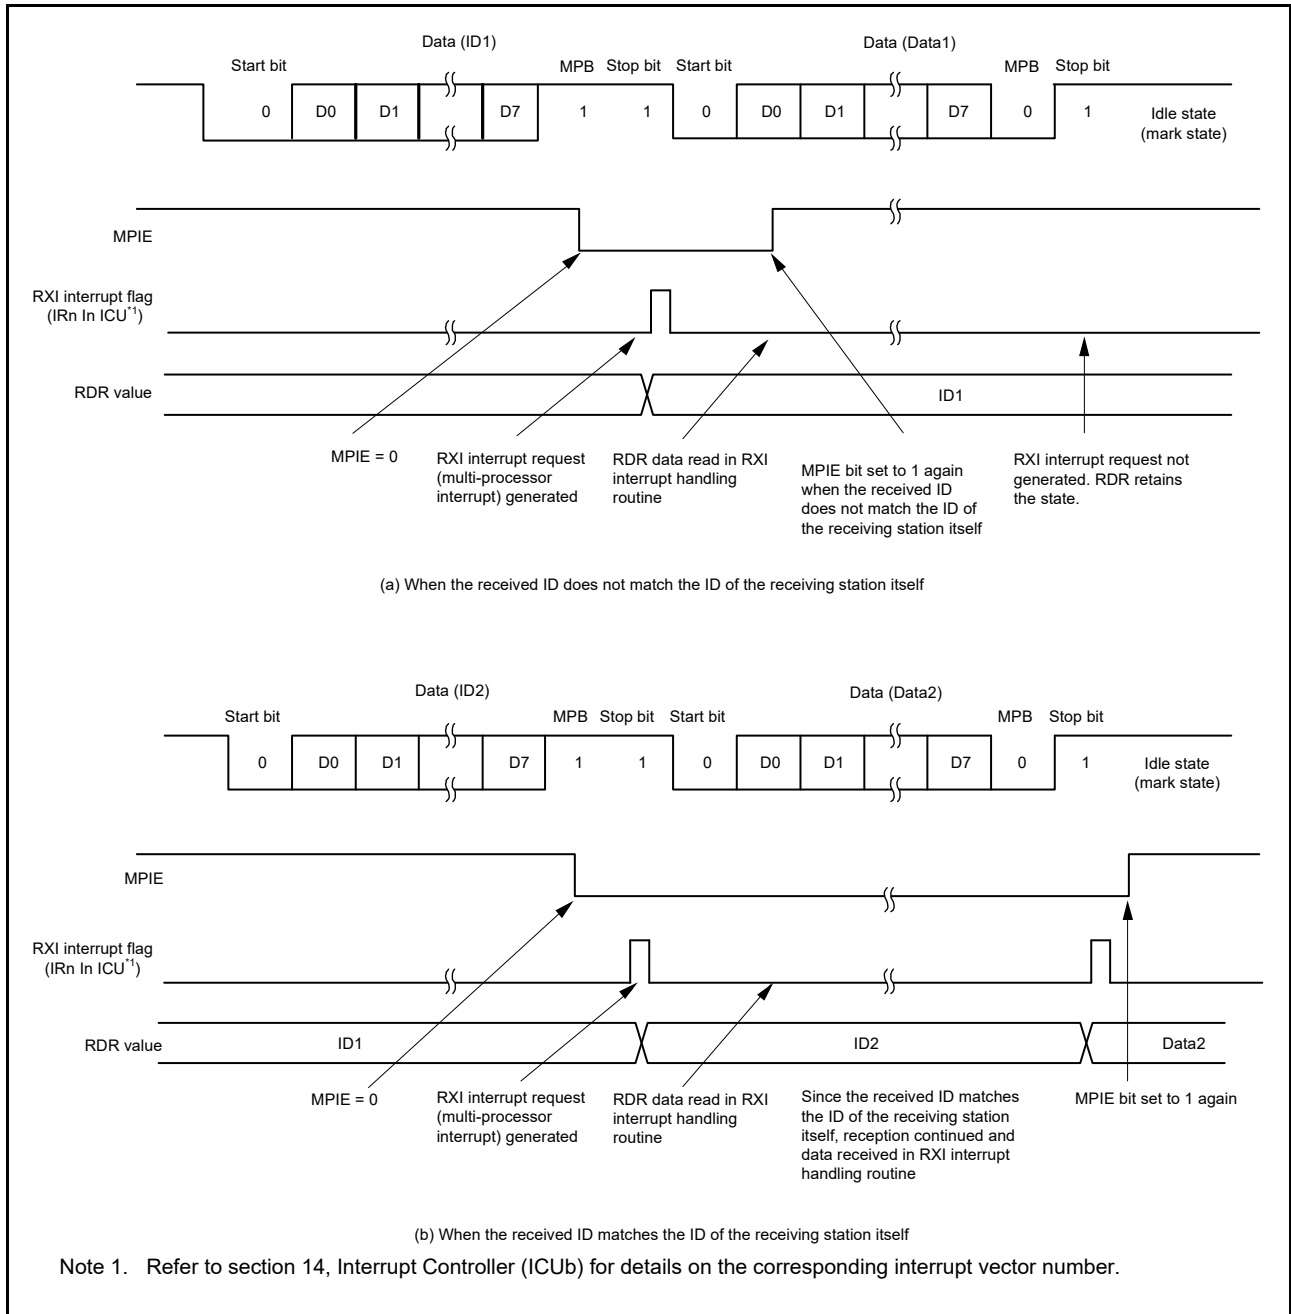 Data (ID1) Data (Data1)
Start bit MPB Stop bit Start bit MPB Stop bit
0 D0 D1 D7 1 1 0 D0 D1 D7 0 1 Idle state
(mark state)
MPIE
RXI interrupt flag
(IRn In ICU*1)
RDR value ID1
MPIE = 0
RXI interrupt request
(multi-processor
interrupt) generated
RDR data read in RXI
interrupt handling
routine
MPIE bit set to 1 again
when the received ID
does not match the ID of
the receiving station itself
RXI interrupt request not
generated. RDR retains
the state.
(a) When the received ID does not match the ID of the receiving station itself
Data (ID2) Data (Data2)
Start bit MPB Stop bit Start bit MPB Stop bit
0 D0 D1 D7 1 1 0 D0 D1 D7 0 1 Idle state
(mark state)
MPIE
RXI interrupt flag
(IRn In ICU*1)
RDR value ID1 ID2 Data2
MPIE = 0
RXI interrupt request
(multi-processor
interrupt) generated
RDR data read in RXI
interrupt handling
routine
Since the received ID matches
the ID of the receiving station
itself, reception continued and
data received in RXI interrupt
handling routine
MPIE bit set to 1 again
(b) When the received ID matches the ID of the receiving station itself
Note 1. Refer to section 14, Interrupt Controller (ICUb) for details on the corresponding interrupt vector number.